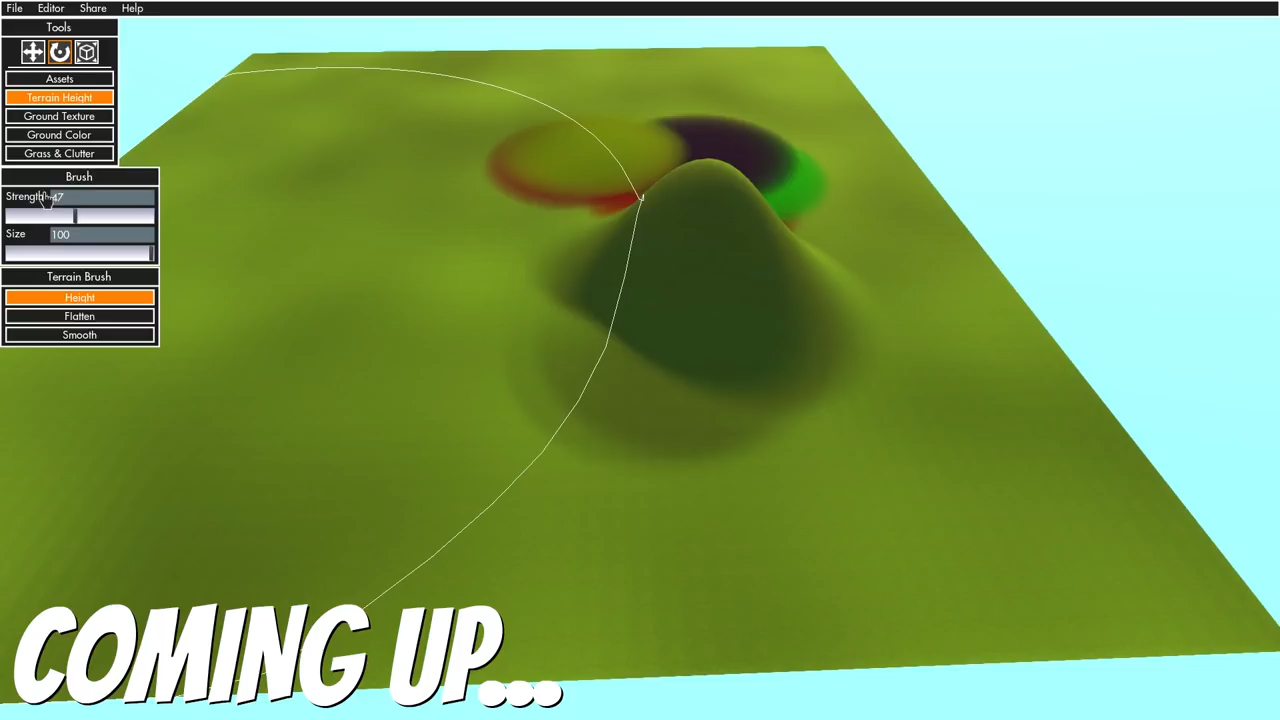 File Editor Share Help
Tools
Assets
Terrain Height
Ground Texture
Ground Color
Grass & Clutter
Brush
Strength 47
Size 100
Terrain Brush
Height
Flatten
Smooth
COMING UP...